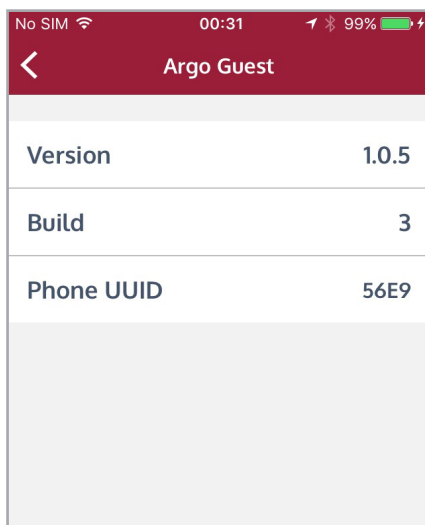 No SIM 00:31 99%
Argo Guest
Version 1.0.5
Build 3
Phone UUID 56E9